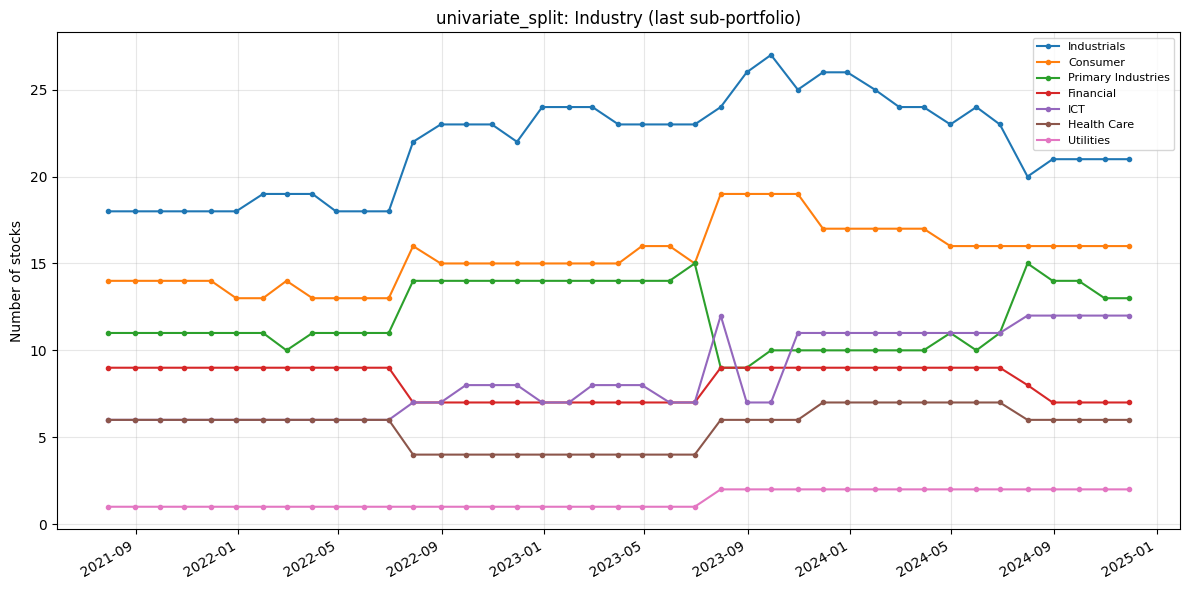 univariate_split: Industry (last sub-portfolio)
Number of stocks
25
20
15
10
5
0
Industrials
Consumer
Primary Industries
Financial
ICT
Health Care
Utilities
2021-09
2022-01
2022-05
2022-09
2023-01
2023-05
2023-09
2024-01
2024-05
2024-09
2025-01